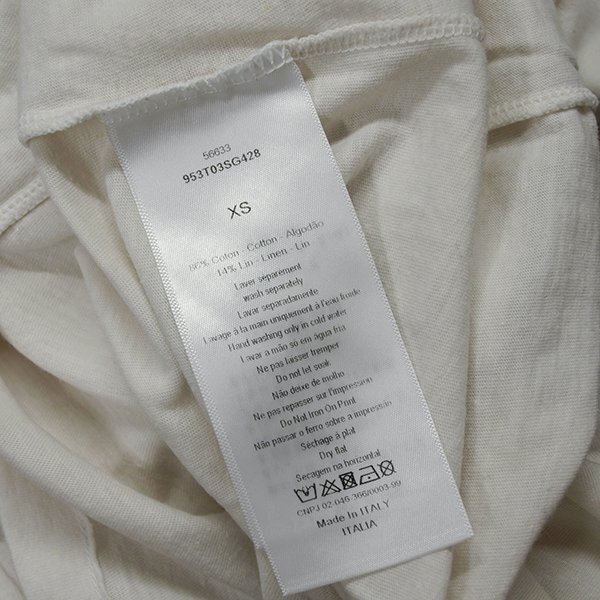 56633
953T03SG428
XS
86% Coton - Cotton - Algodão
14% Lin - Linen - Lin
Laver séparement
wash separately
Lavar separadamente
Lavage à la main uniquement à l'eau froide
Hand washing only in cold water
Lavar à mão so em água fria
Ne pas laisser tremper
Do not let soak
Não deixe de molho
Ne pas repasser sur l'impression
Do Not Iron On Print
Não passar o ferro sobre a impressão
Séchage à plat
Dry flat
Secagem na horizontal
CNPJ 02.046.366/0003-99
Made In ITALY
ITALIA